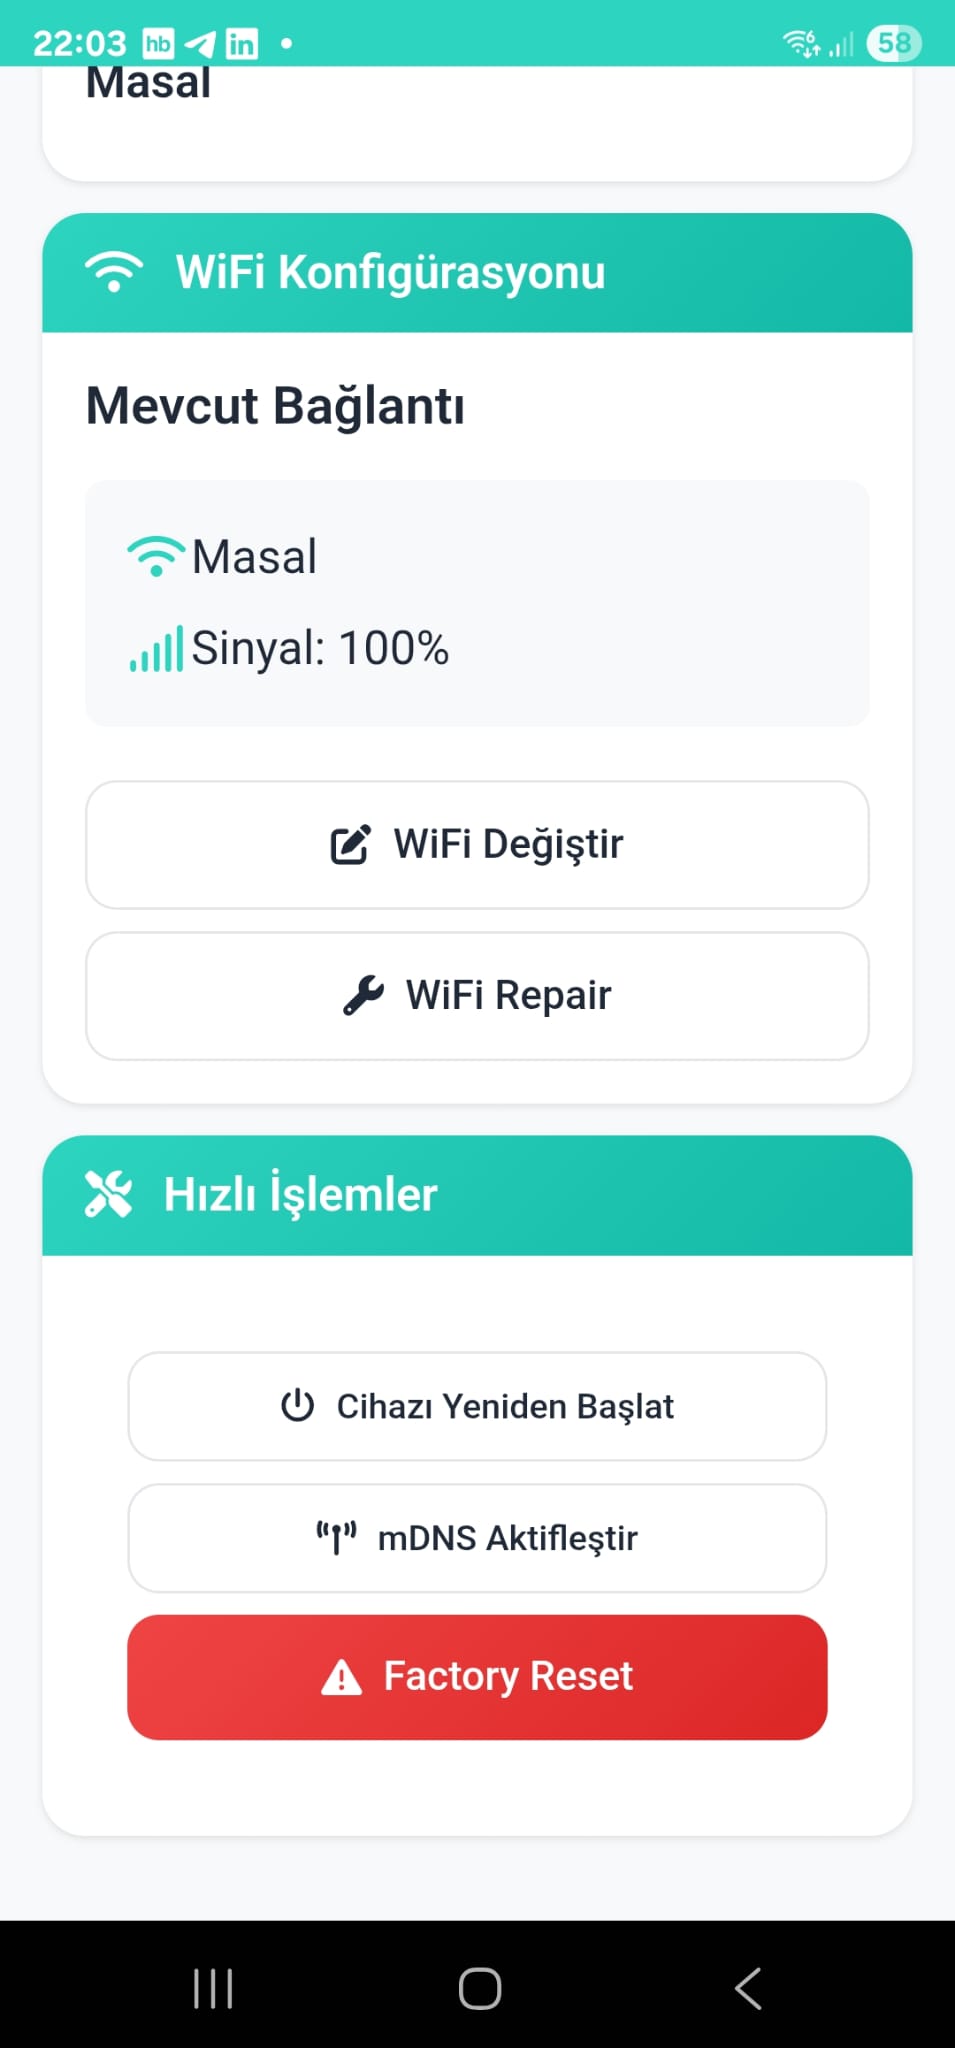 22:03 hb in 6 58
Masal
WiFi Konfigürasyonu
Mevcut Bağlantı
Masal
Sinyal: 100%
WiFi Değiştir
WiFi Repair
Hızlı İşlemler
Cihazı Yeniden Başlat
mDNS Aktifleştir
Factory Reset